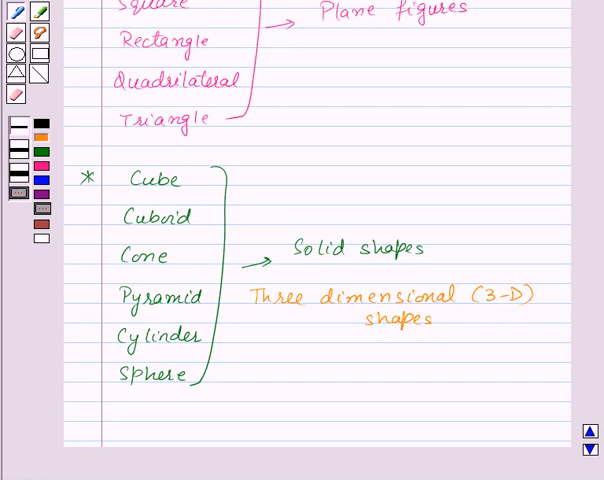 Square
Plane figures
Rectangle
Quadrilateral
Triangle
* Cube
Cuboid
Cone
Solid shapes
Pyramid
Three dimensional (3-D)
shapes
Cylinder
Sphere